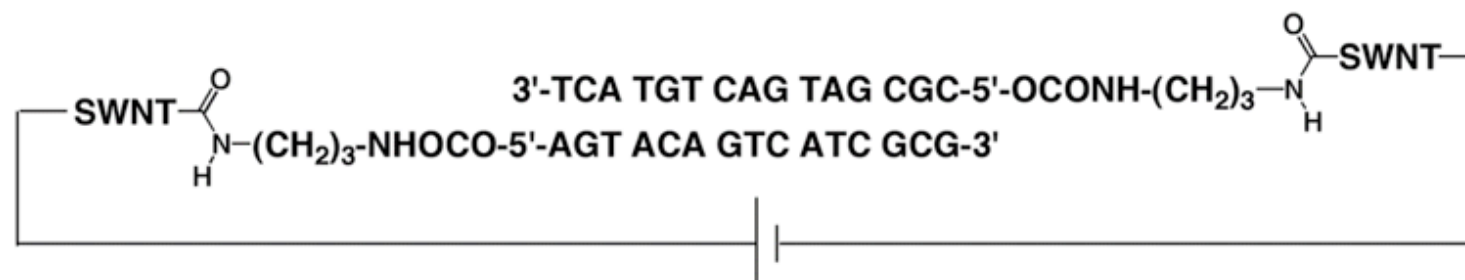 O
O
3'-TCA TGT CAG TAG CGC-5'-OCONH-(CH₂)₃-N SWNT
H
SWNT N-(CH₂)₃-NHOCO-5'-AGT ACA GTC ATC GCG-3'
H